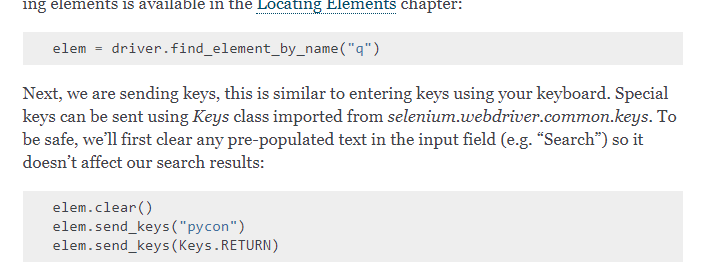 ing elements is available in the Locating Elements chapter:
elem = driver.find_element_by_name("q")
Next, we are sending keys, this is similar to entering keys using your keyboard. Special
keys can be sent using Keys class imported from selenium.webdriver.common.keys. To
be safe, we’ll first clear any pre-populated text in the input field (e.g. “Search”) so it
doesn’t affect our search results:
elem.clear()
elem.send_keys("pycon")
elem.send_keys(Keys.RETURN)